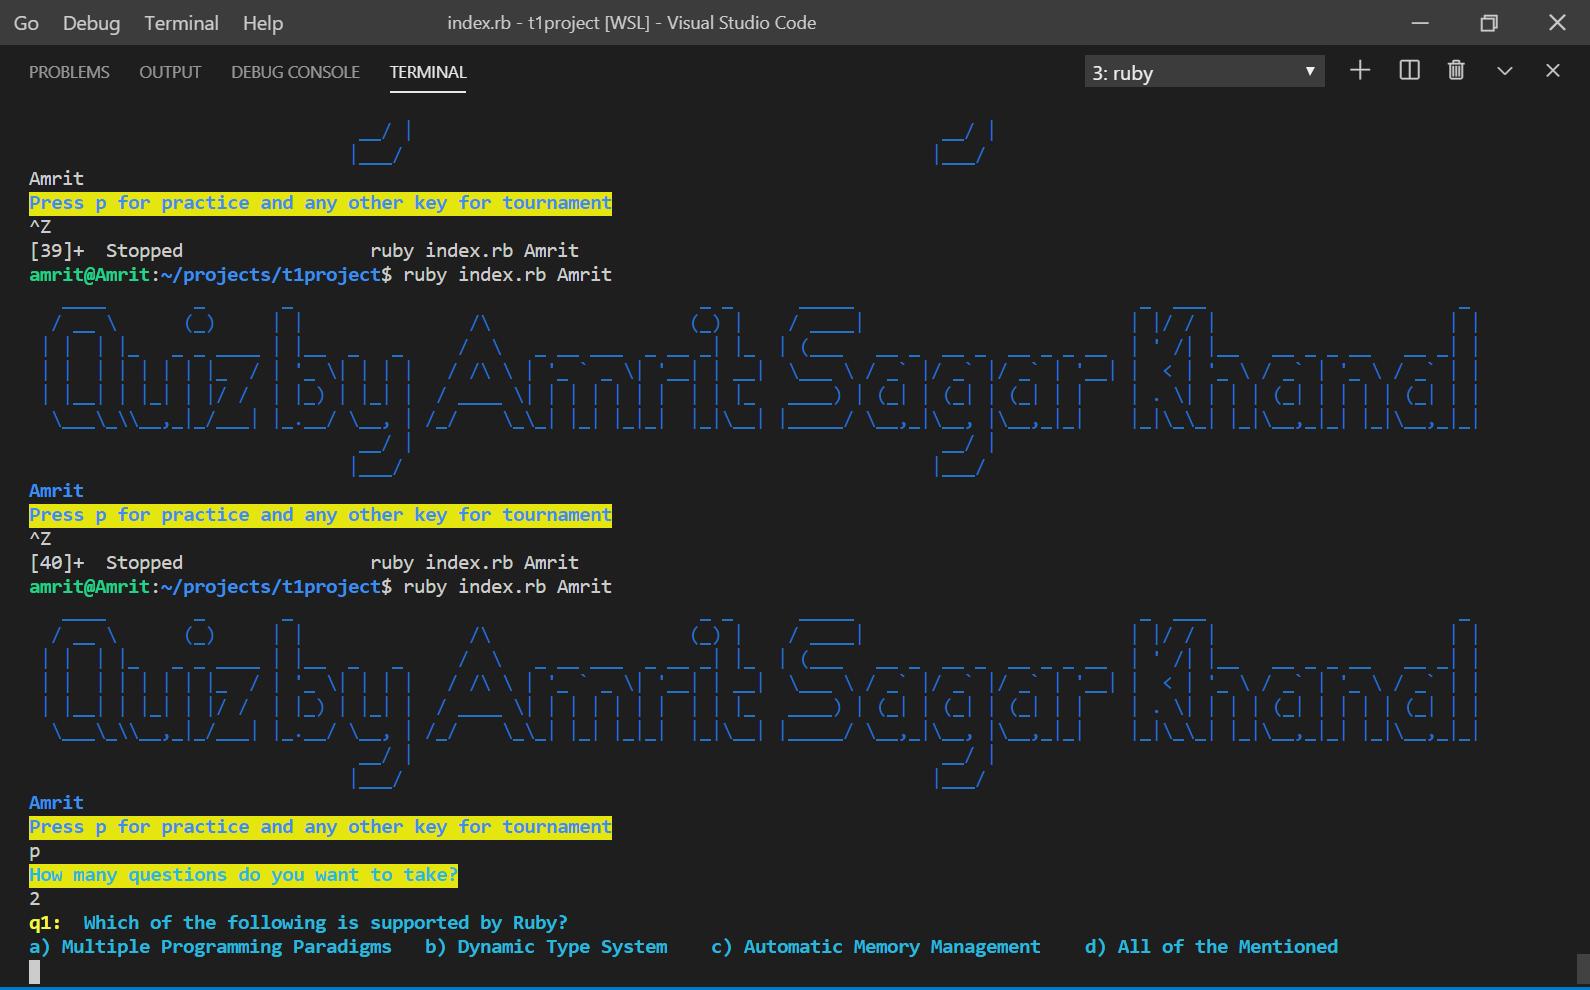 Go Debug Terminal Help index.rb - t1project [WSL] - Visual Studio Code
PROBLEMS OUTPUT DEBUG CONSOLE TERMINAL 3: ruby
Amrit
Press p for practice and any other key for tournament
^Z
[39]+ Stopped ruby index.rb Amrit
amrit@Amrit:~/projects/t1project$ ruby index.rb Amrit
Quiz by Amrit Sagar Khand
Amrit
Press p for practice and any other key for tournament
^Z
[40]+ Stopped ruby index.rb Amrit
amrit@Amrit:~/projects/t1project$ ruby index.rb Amrit
Quiz by Amrit Sagar Khand
Amrit
Press p for practice and any other key for tournament
p
How many questions do you want to take?
2
q1: Which of the following is supported by Ruby?
a) Multiple Programming Paradigms b) Dynamic Type System c) Automatic Memory Management d) All of the Mentioned